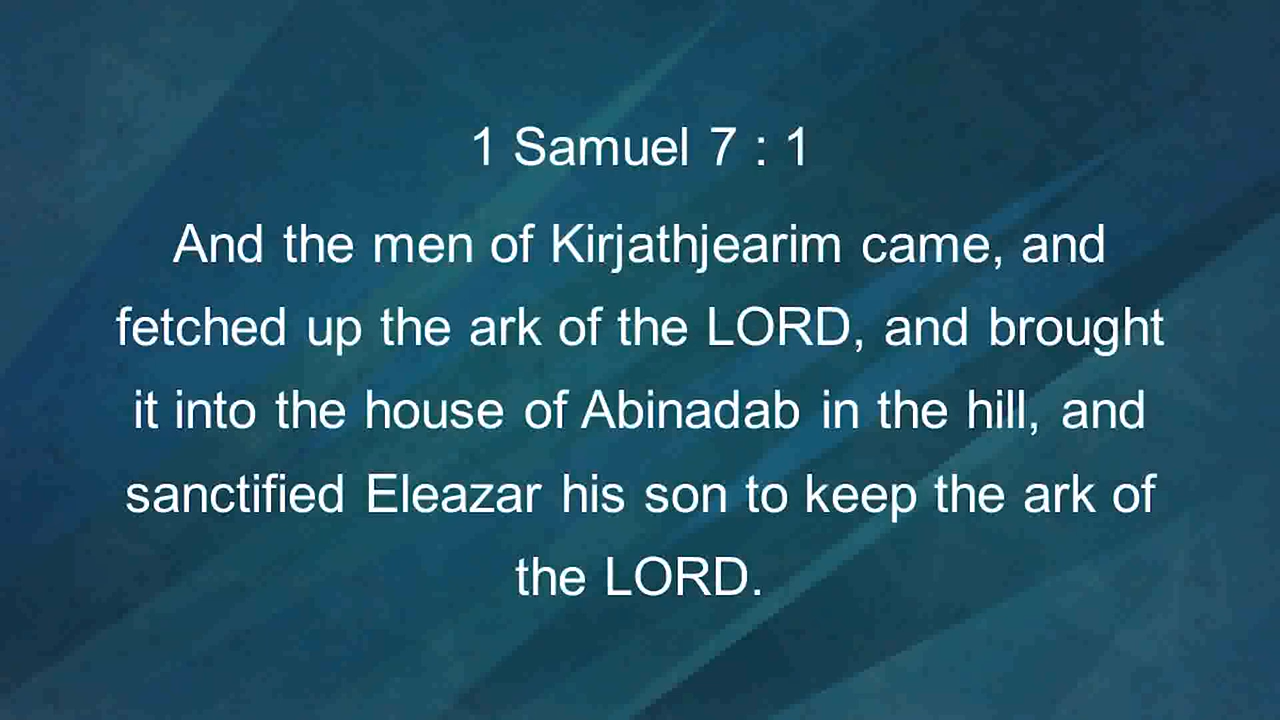 1 Samuel 7 : 1
And the men of Kirjathjearim came, and
fetched up the ark of the LORD, and brought
it into the house of Abinadab in the hill, and
sanctified Eleazar his son to keep the ark of
the LORD.